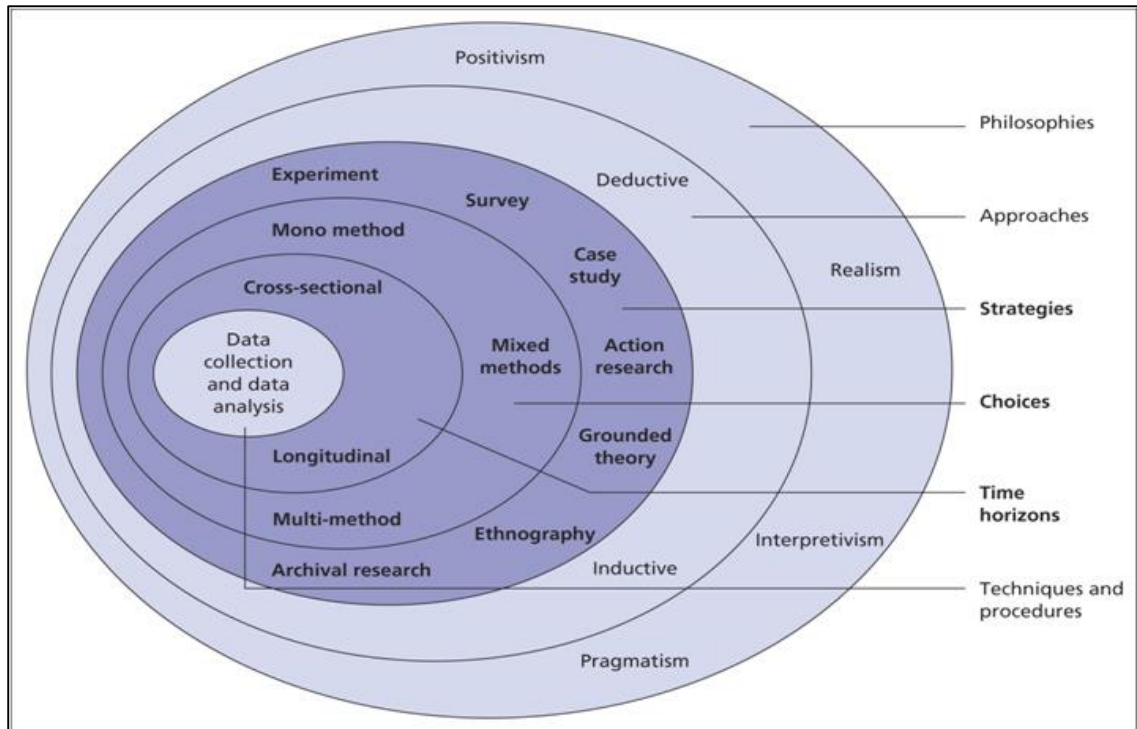 Positivism
Philosophies
Experiment
Deductive
Survey
Approaches
Mono method
Case
study
Realism
Cross-sectional
Strategies
Data
collection
and data
analysis
Mixed
methods
Action
research
Choices
Longitudinal
Grounded
theory
Time
horizons
Multi-method
Ethnography
Interpretivism
Archival research
Inductive
Techniques and
procedures
Pragmatism